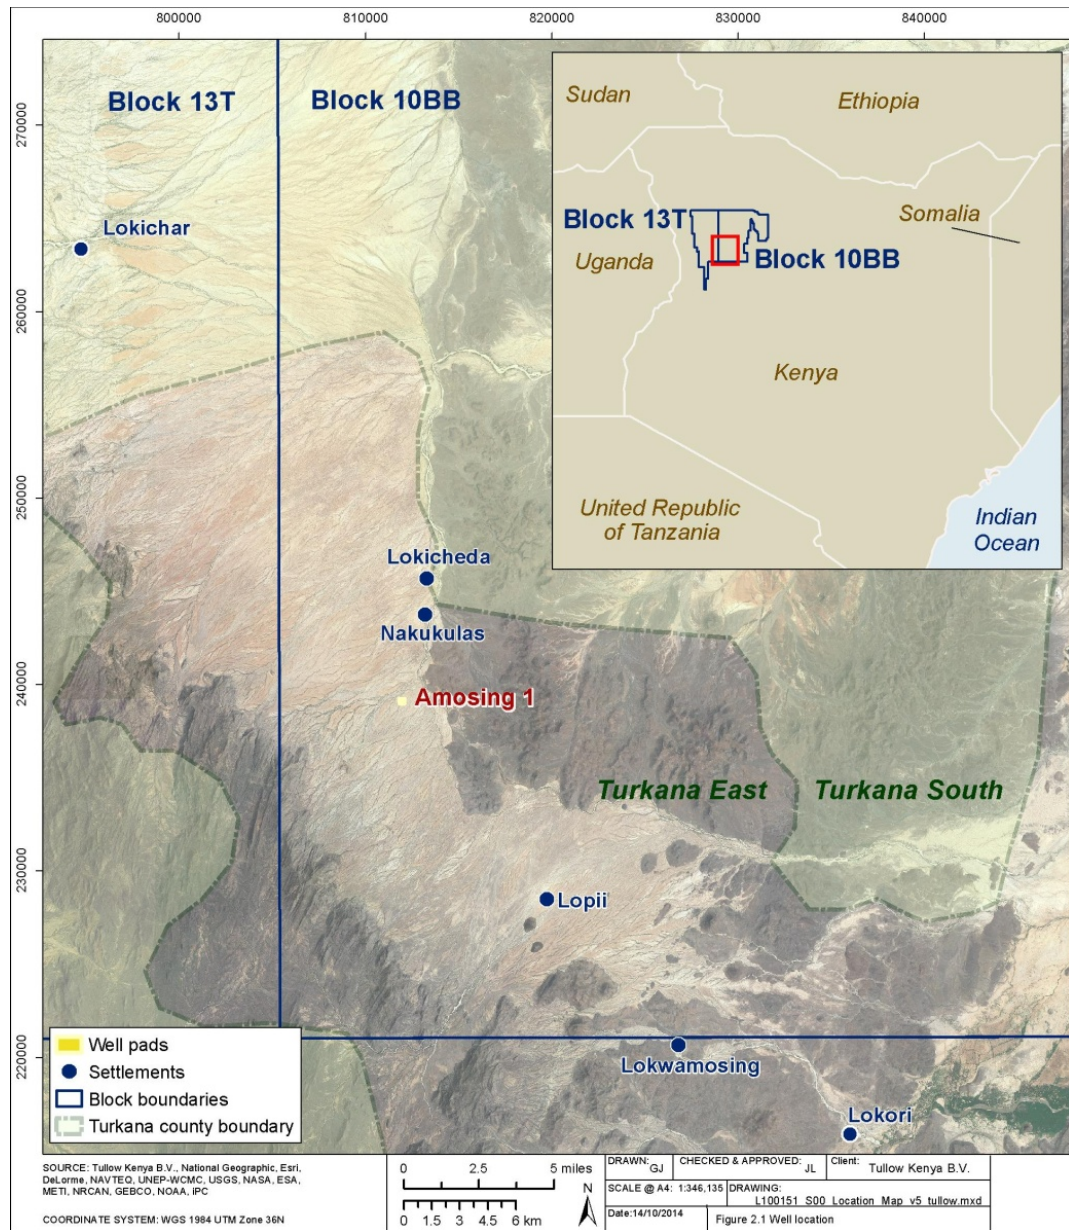 800000
810000
820000
830000
840000
Block 13T
Block 10BB
Lokichar
Sudan
Ethiopia
Block 13T
Somalia
Uganda
Block 10BB
Kenya
United Republic
of Tanzania
Indian
Ocean
270000
260000
250000
240000
230000
220000
Lokicheda
Nakukulas
Amosing 1
Turkana East
Turkana South
Lopii
Lokwamosing
Lokori
Well pads
Settlements
Block boundaries
Turkana county boundary
SOURCE: Tullow Kenya B.V., National Geographic, Esri,
DeLorme, NAVTEQ, UNEP-WCMC, USGS, NASA, ESA,
METI, NRCAN, GEBCO, NOAA, iPC
COORDINATE SYSTEM: WGS 1984 UTM Zone 36N
0 2.5 5 miles
0 1.5 3 4.5 6 km
N
DRAWN: GJ
CHECKED & APPROVED: JL
Client: Tullow Kenya B.V.
SCALE @ A4: 1:346,135
DRAWING:
L100151_S00_Location_Map_v5_tullow.mxd
Date:14/10/2014
Figure 2.1 Well location